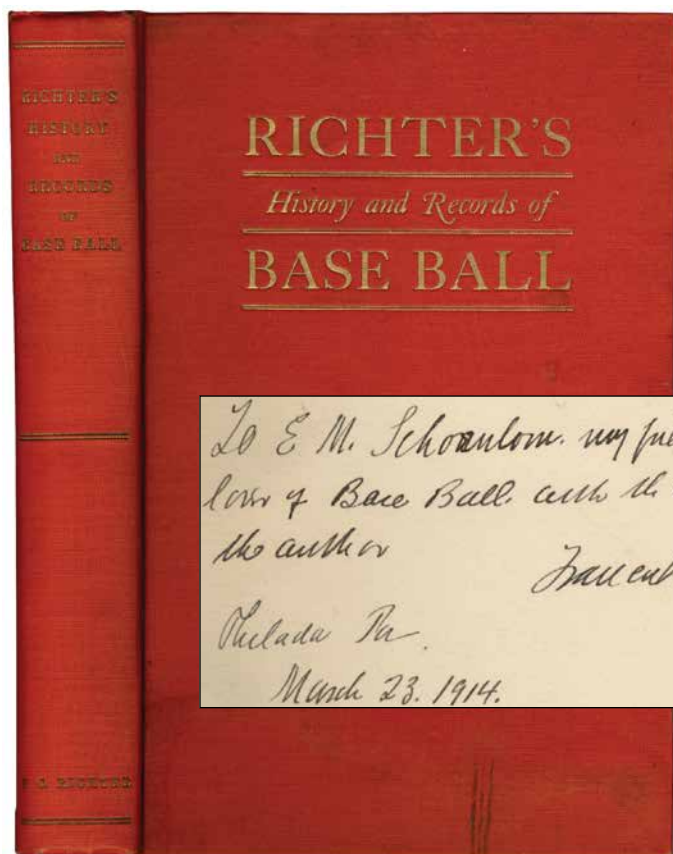 RICHTER'S
HISTORY
AND
RECORDS
OF
BASE BALL
F. C. RICHTER
RICHTER'S
History and Records of
BASE BALL
To E M. my
lover of Base Ball. with the
the author
Philada Pa.
March 23. 1914.